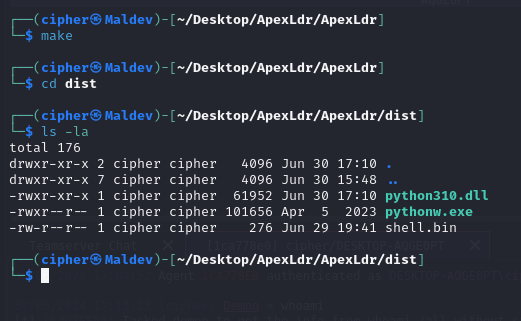 ┌──(cipher㉿Maldev)-[~/Desktop/ApexLdr/ApexLdr]
└─$ make
┌──(cipher㉿Maldev)-[~/Desktop/ApexLdr/ApexLdr]
└─$ cd dist
┌──(cipher㉿Maldev)-[~/Desktop/ApexLdr/ApexLdr/dist]
└─$ ls -la
total 176
drwxr-xr-x 2 cipher cipher   4096 Jun 30 17:10 .
drwxr-xr-x 7 cipher cipher   4096 Jun 30 15:48 ..
-rwxr-xr-x 1 cipher cipher  61952 Jun 30 17:10 python310.dll
-rwxr--r-- 1 cipher cipher 101656 Apr  5  2023 pythonw.exe
-rw-r--r-- 1 cipher cipher    276 Jun 29 19:41 shell.bin
Teamserver Chat
┌──(cipher㉿Maldev)-[~/Desktop/ApexLdr/ApexLdr/dist]
└─$